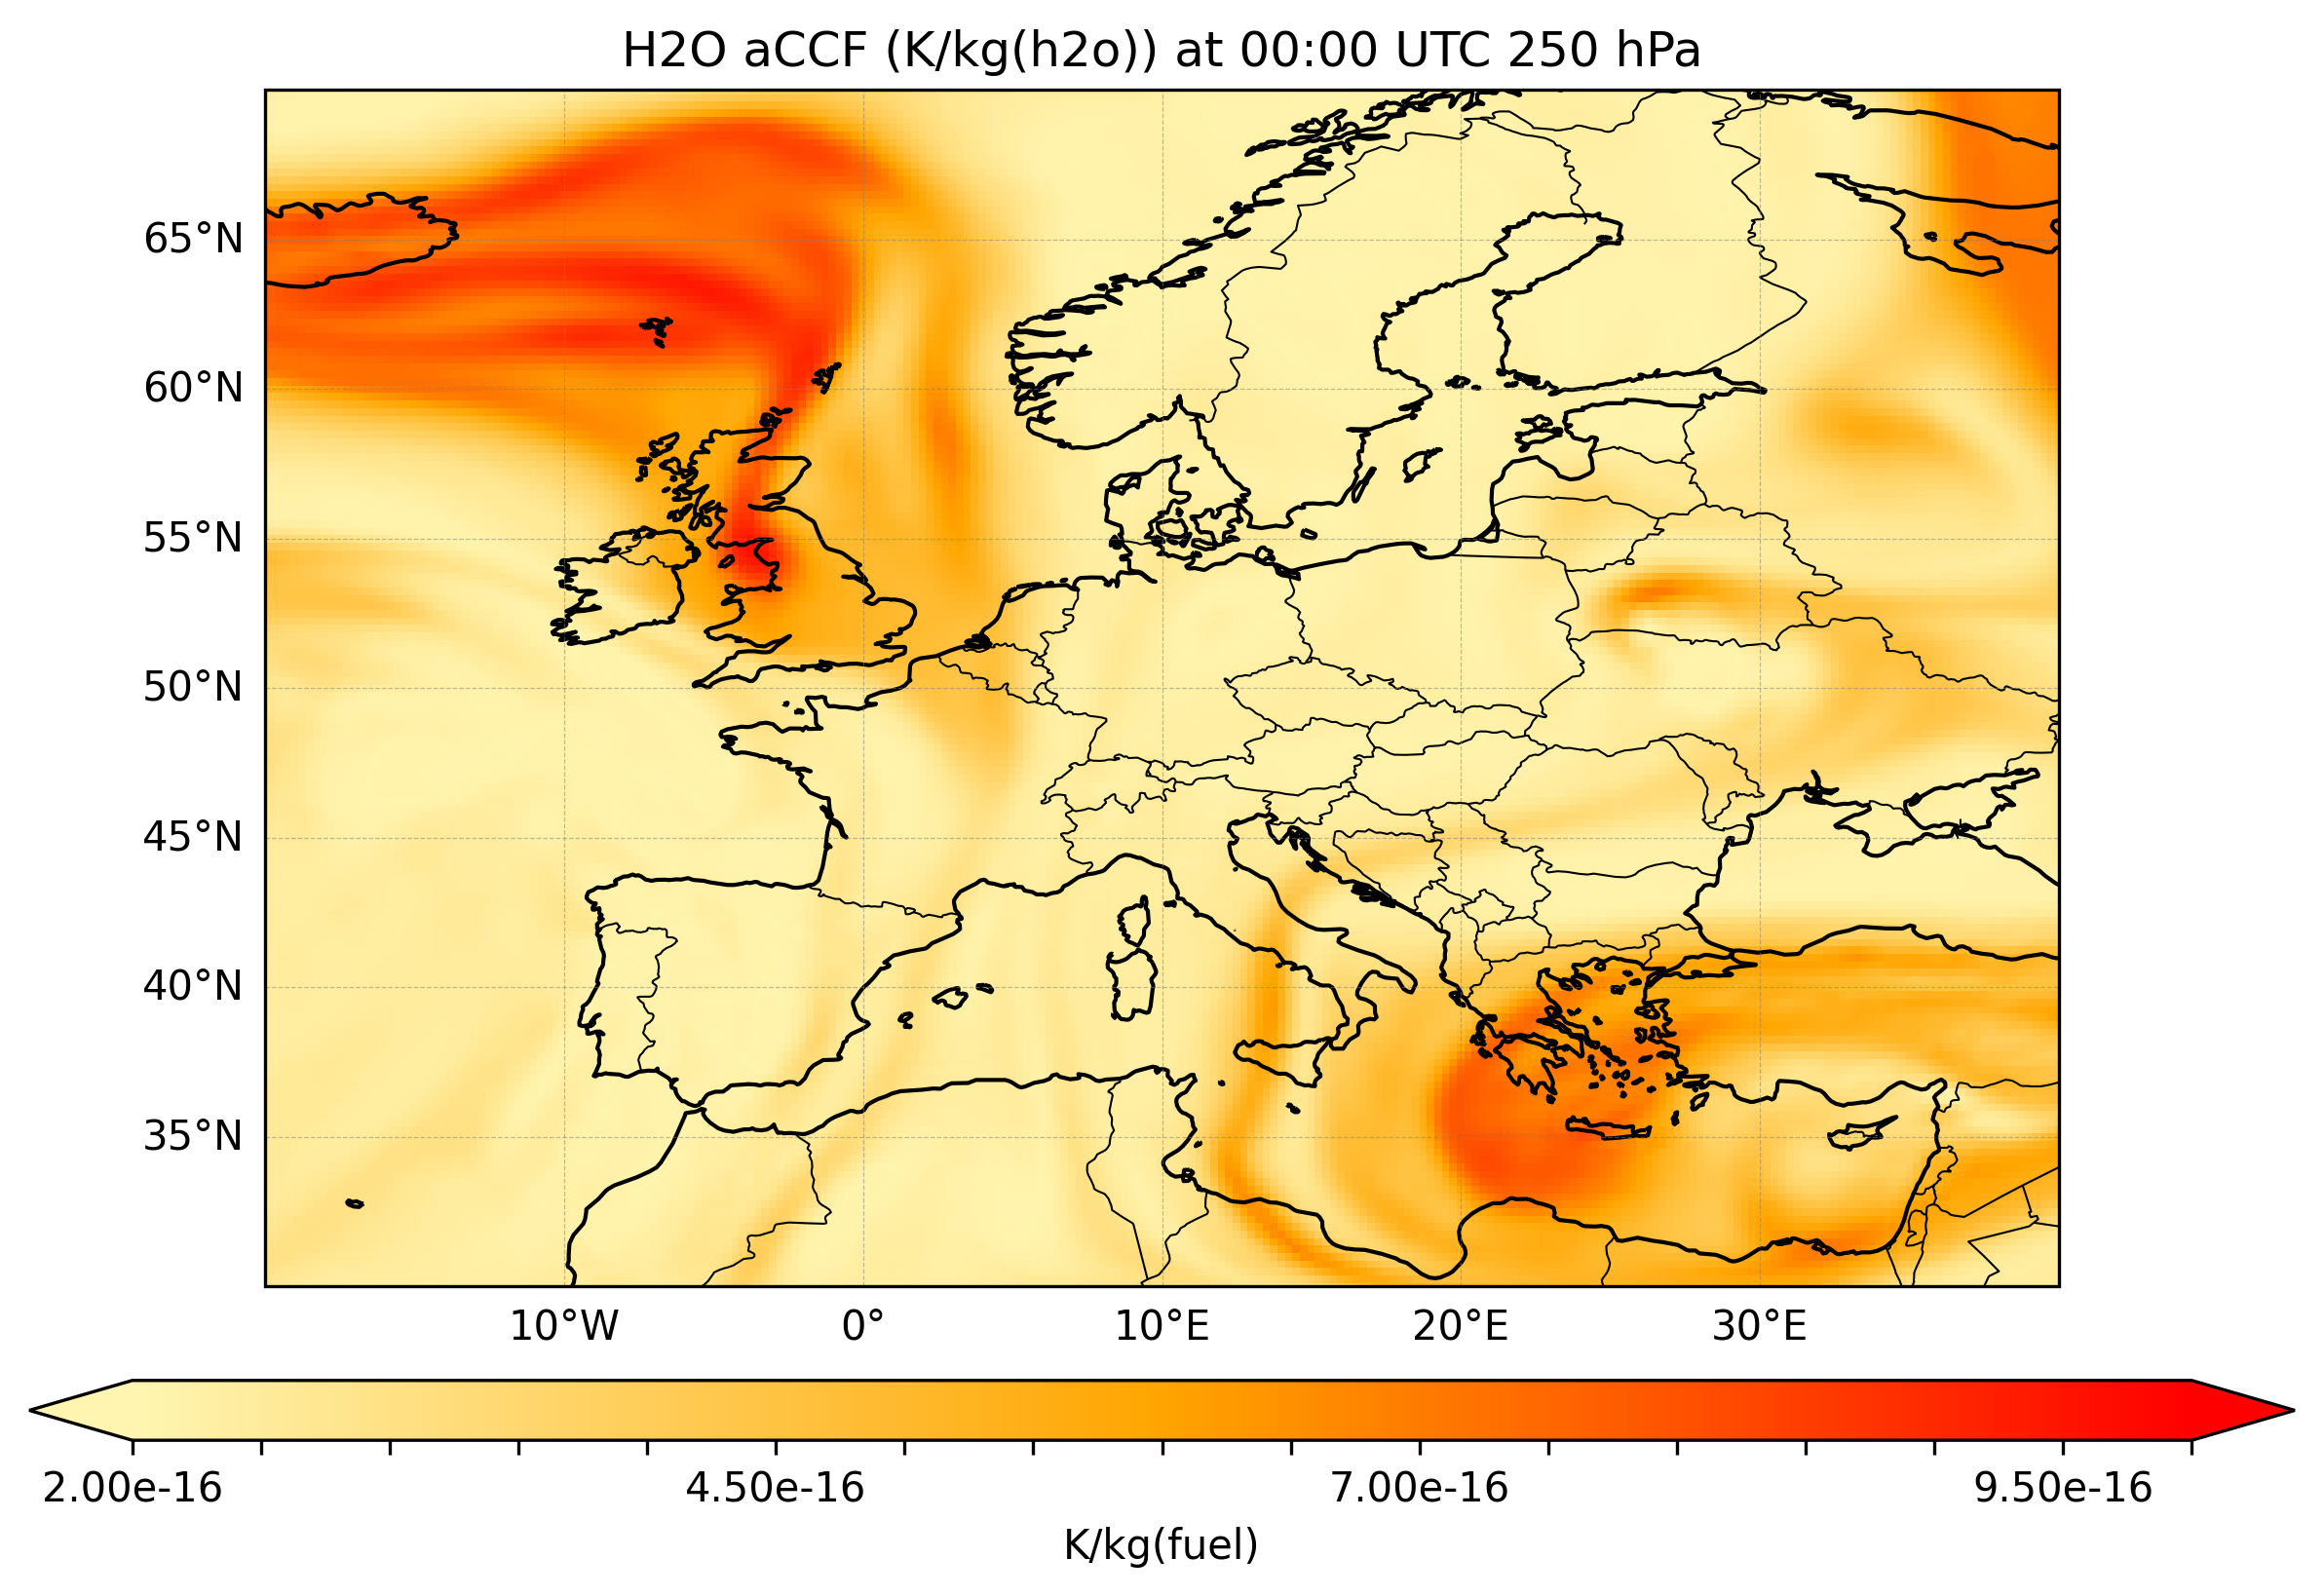 H2O aCCF (K/kg(h2o)) at 00:00 UTC 250 hPa
65°N
60°N
55°N
50°N
45°N
40°N
35°N
10°W 0° 10°E 20°E 30°E
2.00e-16 4.50e-16 7.00e-16 9.50e-16
K/kg(fuel)